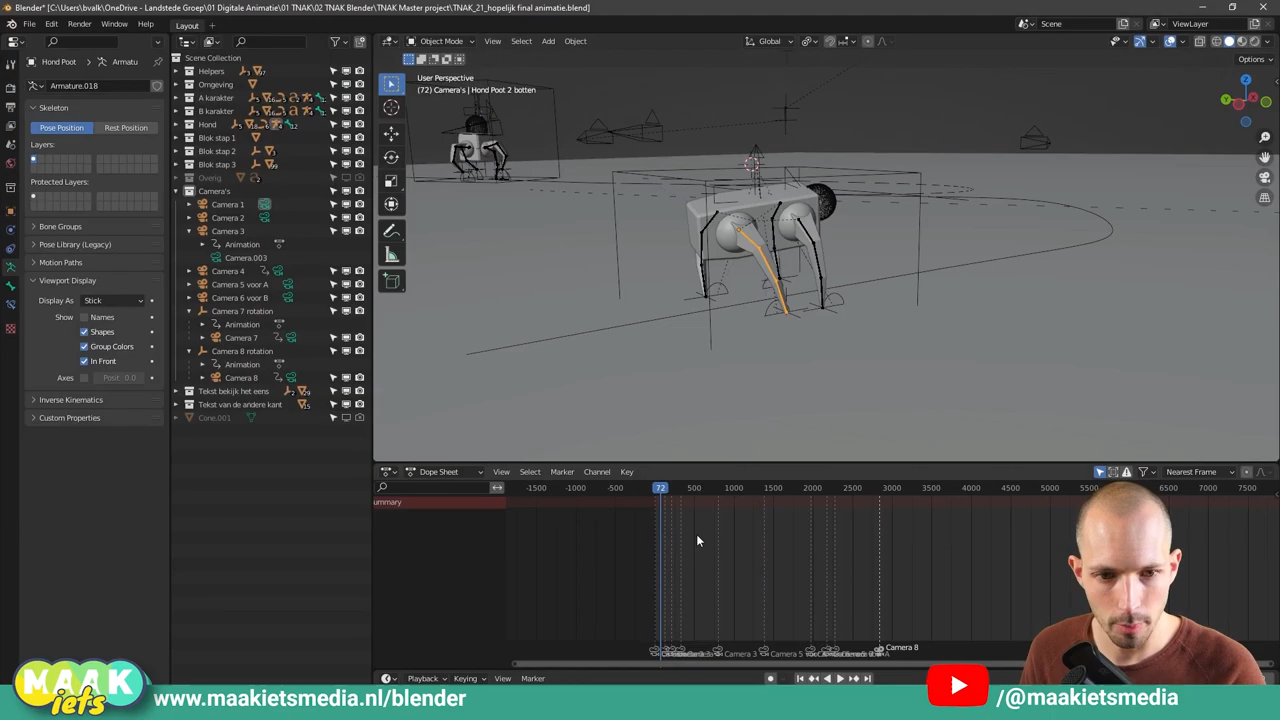 Blender* [C:\Users\bvalk\OneDrive - Landstede Groep\01 Digitale Animatie\01 TNAK\02 TNAK Blender\TNAK Master project\TNAK_21_hopelijk final animatie.blend]
File Edit Render Window Help Layout Scene ViewLayer
Object Mode View Select Add Object Global
Options
Hond Poot Armatu
Armature.018
Skeleton
Pose Position Rest Position
Layers:
Protected Layers:
Bone Groups
Pose Library (Legacy)
Motion Paths
Viewport Display
Display As Stick
Show Names
Shapes
Group Colors
In Front
Axes Posit 0.0
Inverse Kinematics
Custom Properties
Scene Collection
Helpers
Omgeving
A karakter
B karakter
Hond
Blok stap 1
Blok stap 2
Blok stap 3
Overig
Camera's
Camera 1
Camera 2
Camera 3
Animation
Camera.003
Camera 4
Camera 5 voor A
Camera 6 voor B
Camera 7 rotation
Animation
Camera 7
Camera 8 rotation
Animation
Camera 8
Tekst bekijk het eens
Tekst van de andere kant
Cone.001
User Perspective
(72) Camera's | Hond Poot 2 botten
Dope Sheet View Select Marker Channel Key Nearest Frame
-1500 -1000 -500 72 500 1000 1500 2000 2500 3000 3500 4000 4500 5000 5500 6000 6500 7000 7500
ummary
Camera 3 Camera 5 Camera 8
Playback Keying View Marker
MAAK
iets
www.maakietsmedia.nl/blender
/@maakietsmedia